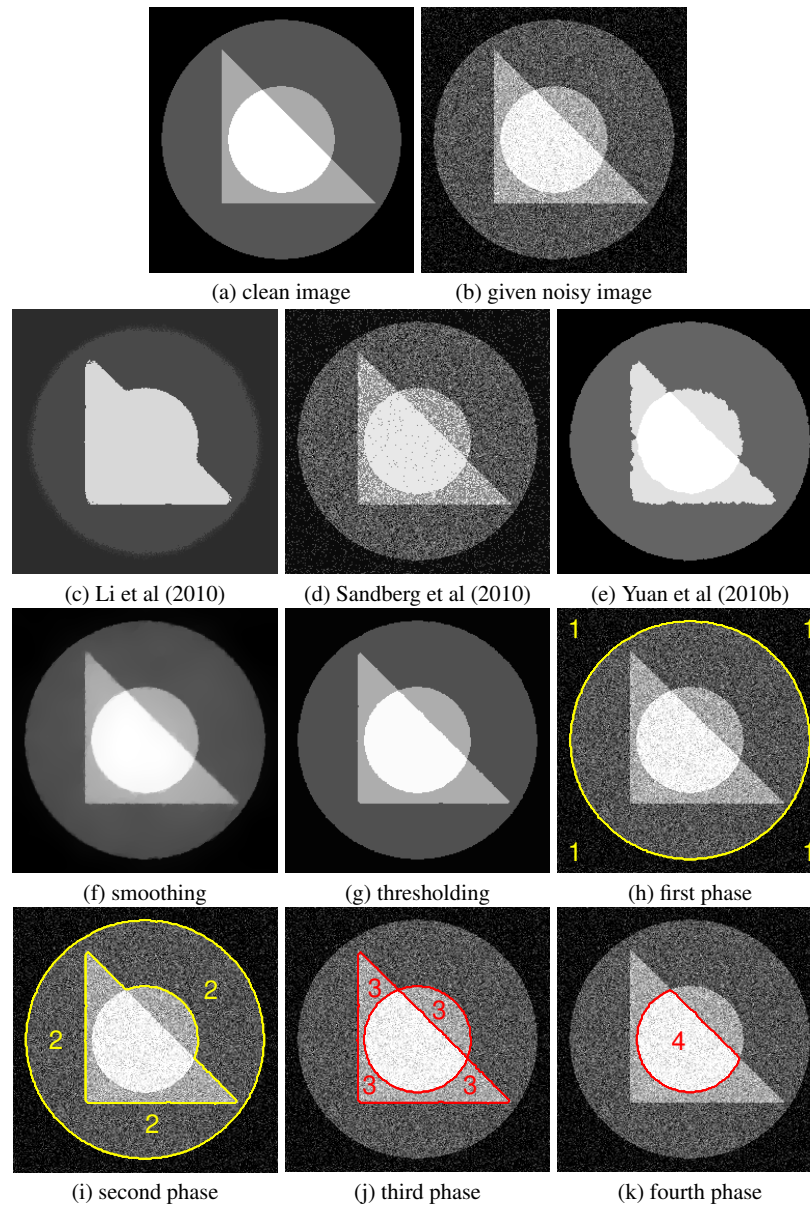 (a) clean image
(b) given noisy image
(c) Li et al (2010)
(d) Sandberg et al (2010)
(e) Yuan et al (2010b)
1 1
1 1
(f) smoothing
(g) thresholding
(h) first phase
2
2
2
3 3
3 3
4
(i) second phase
(j) third phase
(k) fourth phase